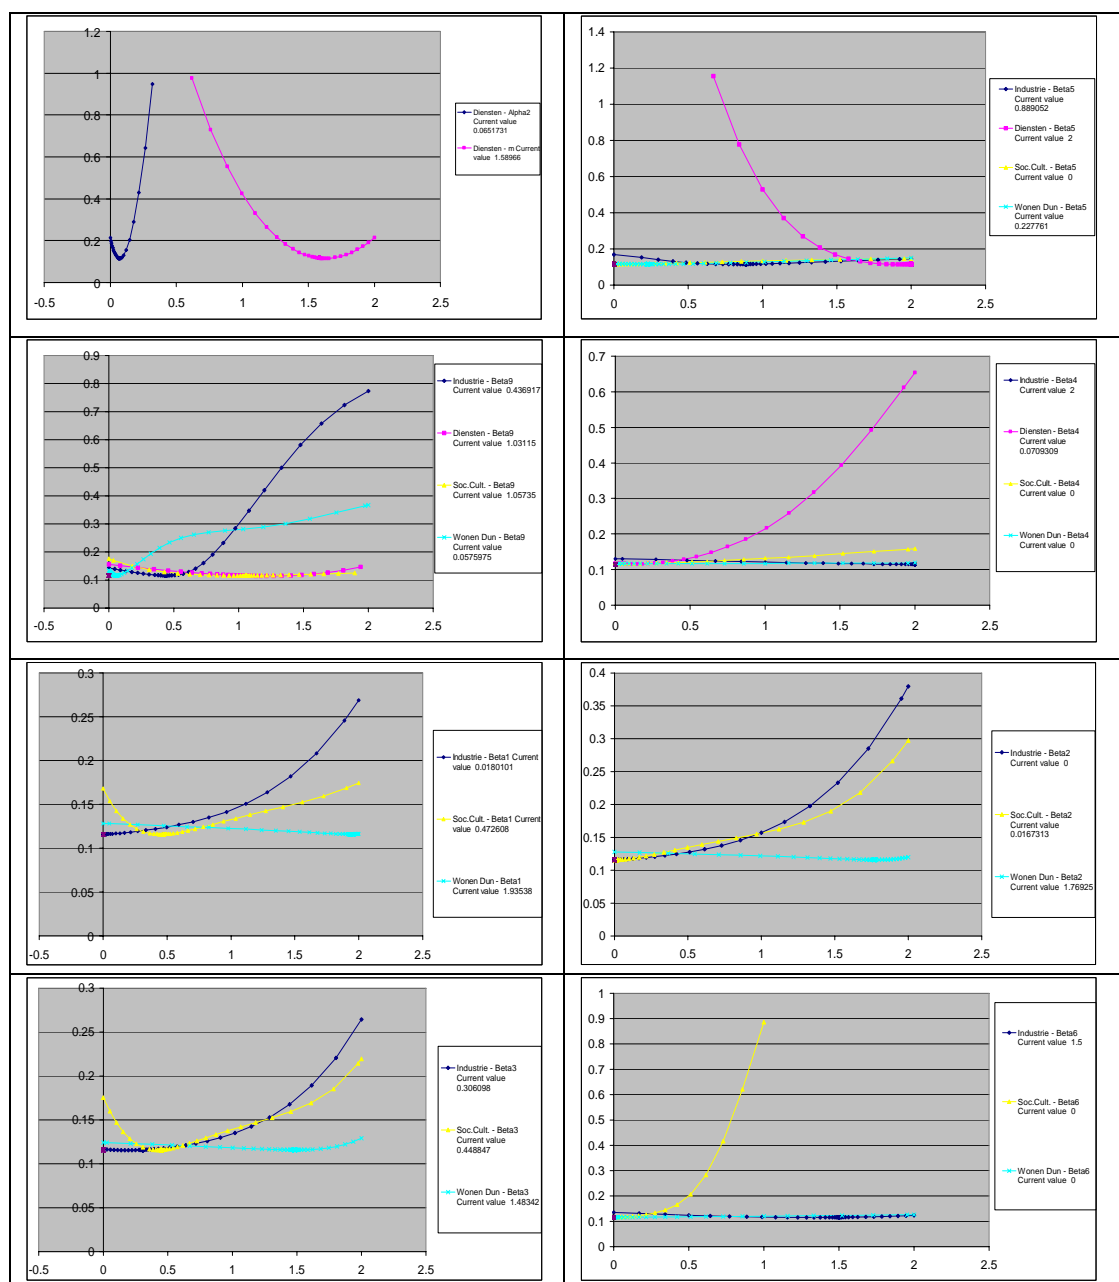 1.2
1
0.8
0.6
0.4
0.2
0
-0.5
0
0.5
1
1.5
2
2.5
Diensten - Alpha2
Current value
0.0651731
Diensten - m Current
value 1.58966
1.4
1.2
1
0.8
0.6
0.4
0.2
0
0
0.5
1
1.5
2
2.5
Industrie - Beta5
Current value
0.889052
Diensten - Beta5
Current value 2
Soc.Cult. - Beta5
Current value 0
Wonen Dun - Beta5
Current value
0.227761
0.9
0.8
0.7
0.6
0.5
0.4
0.3
0.2
0.1
0
-0.5
0
0.5
1
1.5
2
2.5
Industrie - Beta9
Current value 0.436917
Diensten - Beta9
Current value 1.03115
Soc.Cult. - Beta9
Current value 1.05735
Wonen Dun - Beta9
Current value
0.0575975
0.7
0.6
0.5
0.4
0.3
0.2
0.1
0
0
0.5
1
1.5
2
2.5
Industrie - Beta4
Current value
2
Diensten - Beta4
Current value
0.0709309
Soc.Cult. - Beta4
Current value
0
Wonen Dun - Beta4
Current value
0
0.3
0.25
0.2
0.15
0.1
0.05
0
-0.5
0
0.5
1
1.5
2
2.5
Industrie - Beta1 Current
value 0.0180101
Soc.Cult. - Beta1 Current
value 0.472608
Wonen Dun - Beta1
Current value 1.93538
0.4
0.35
0.3
0.25
0.2
0.15
0.1
0.05
0
0
0.5
1
1.5
2
2.5
Industrie - Beta2
Current value 0
Soc.Cult. - Beta2
Current value
0.0167313
Wonen Dun - Beta2
Current value 1.76925
0.3
0.25
0.2
0.15
0.1
0.05
0
-0.5
0
0.5
1
1.5
2
2.5
Industrie - Beta3
Current value
0.306098
Soc.Cult. - Beta3
Current value
0.448847
Wonen Dun - Beta3
Current value 1.48342
1
0.9
0.8
0.7
0.6
0.5
0.4
0.3
0.2
0.1
0
0
0.5
1
1.5
2
2.5
Industrie - Beta6
Current value 1.5
Soc.Cult. - Beta6
Current value 0
Wonen Dun - Beta6
Current value 0